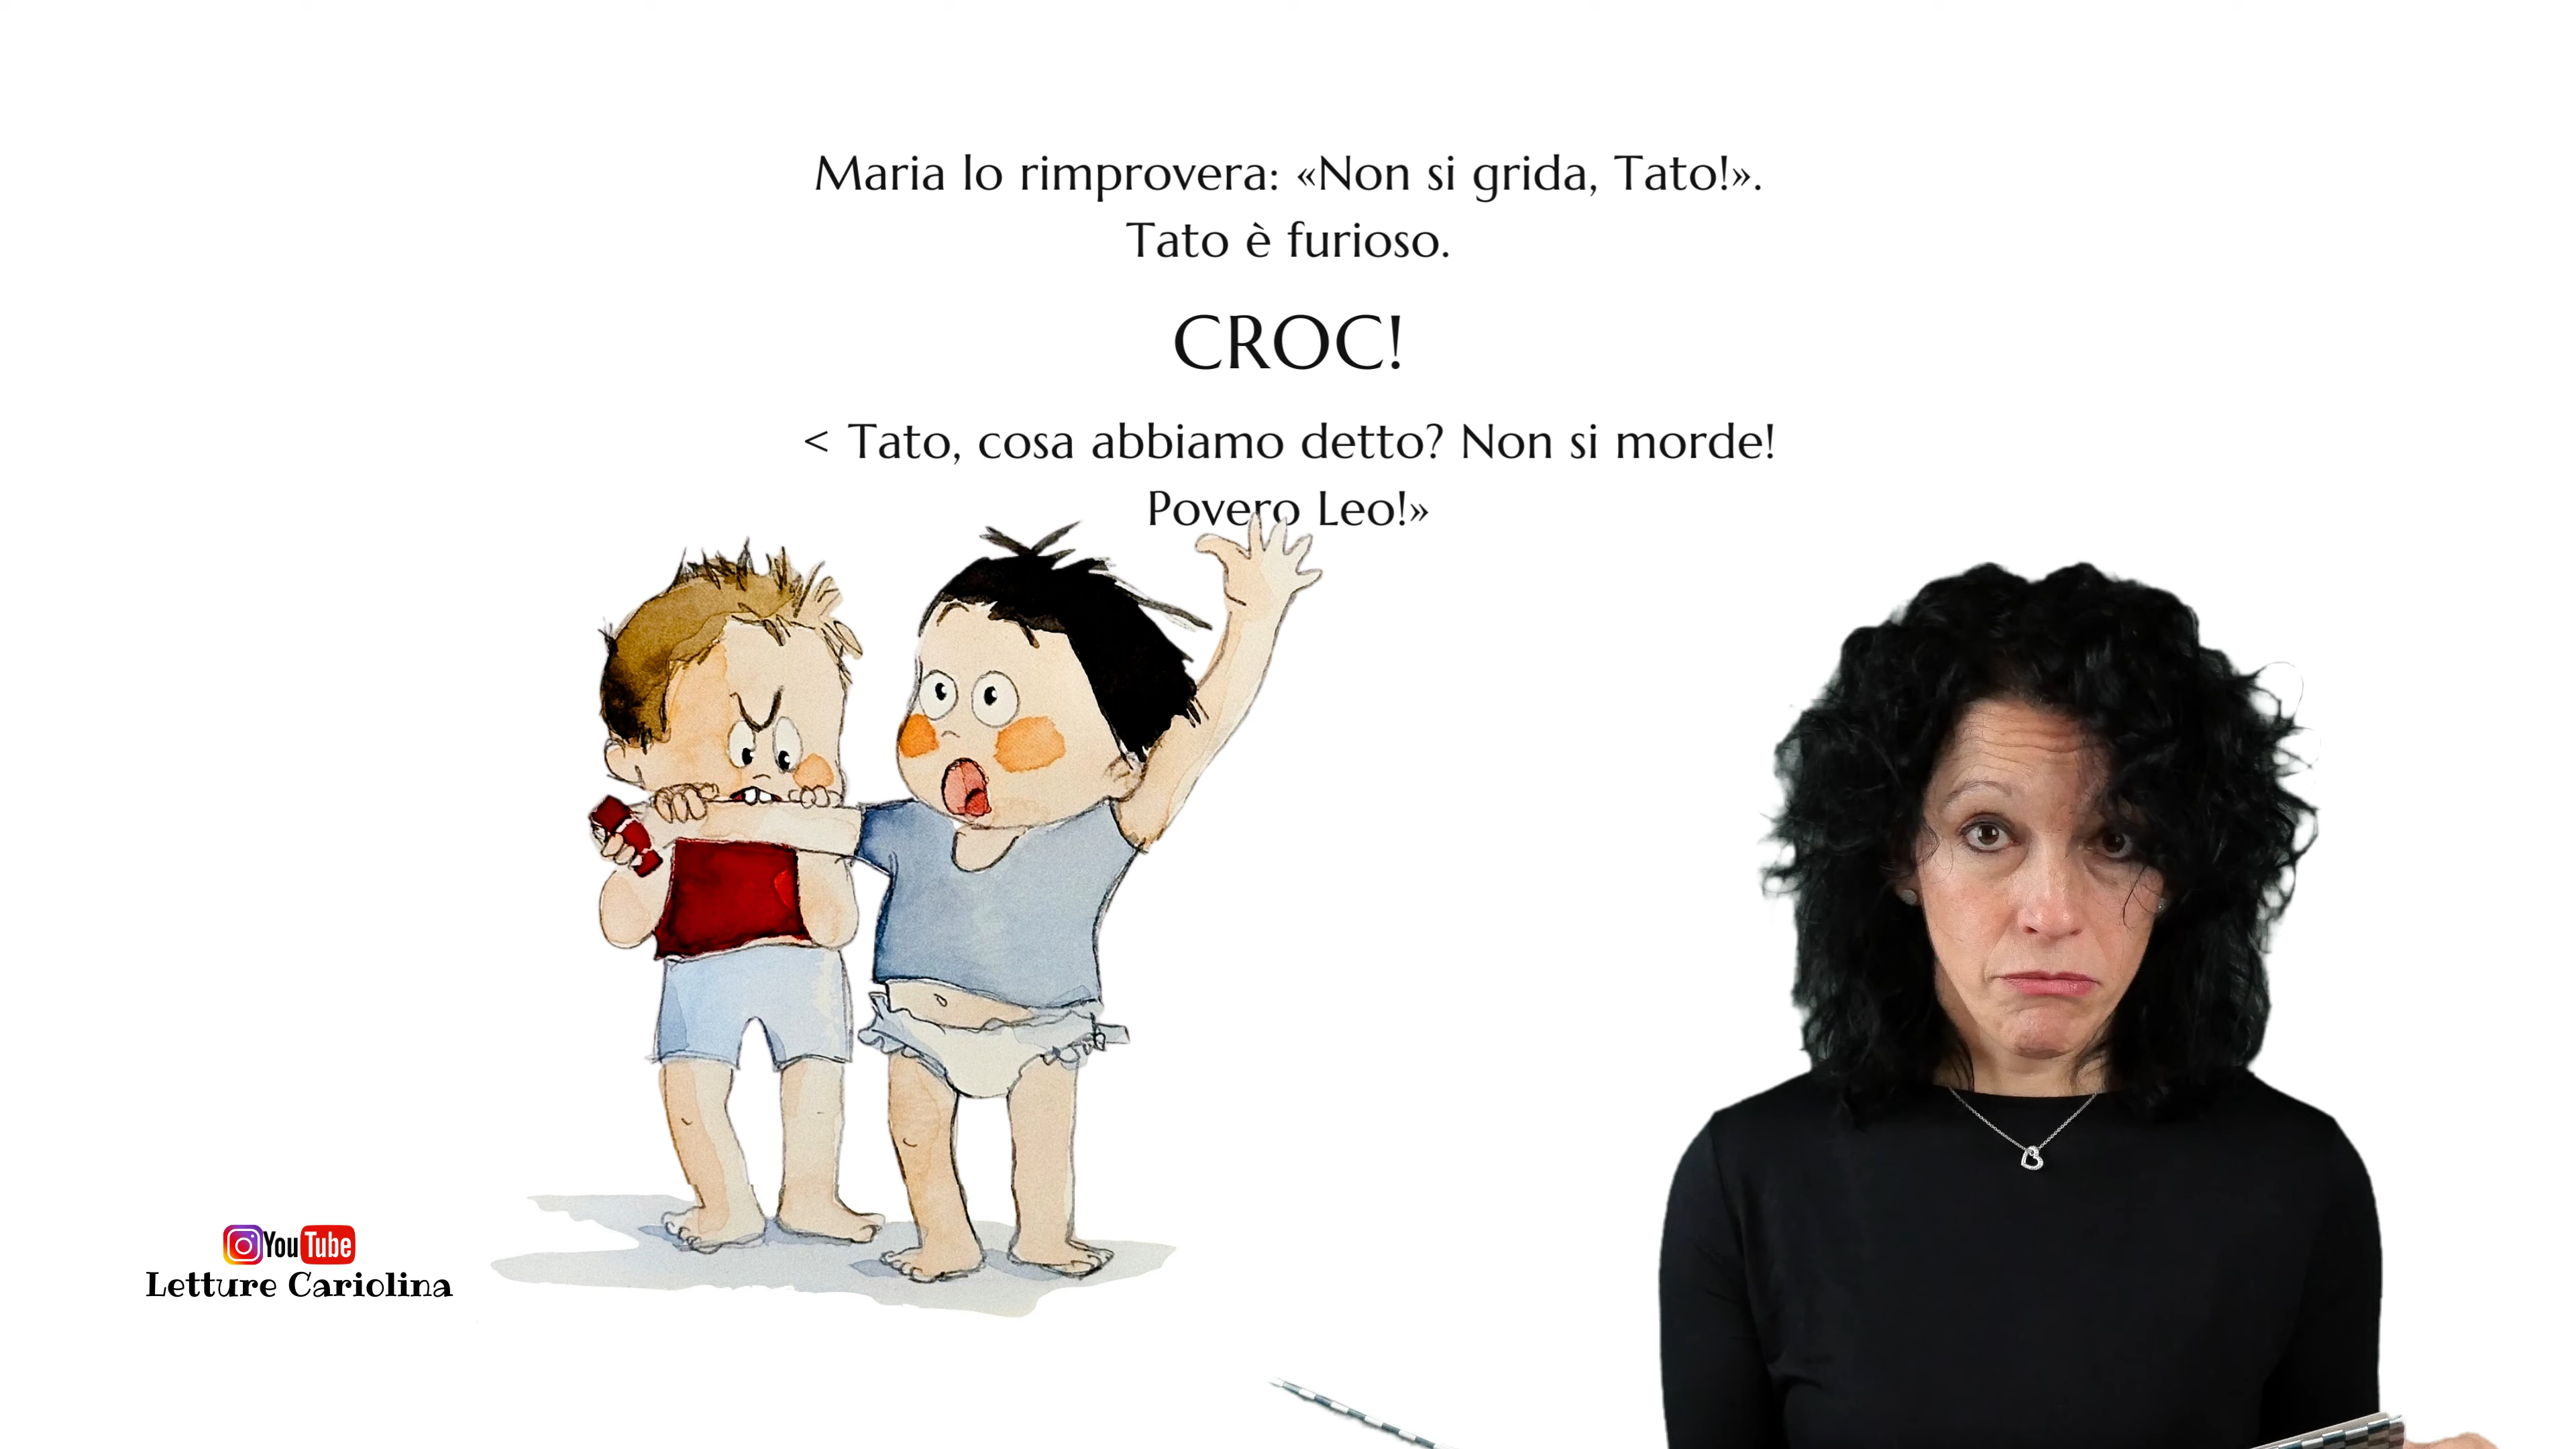 Maria lo rimprovera: «Non si grida, Tato!».
Tato è furioso.
CROC!
< Tato, cosa abbiamo detto? Non si morde!
Povero Leo!»
YouTube
Letture Cariolina